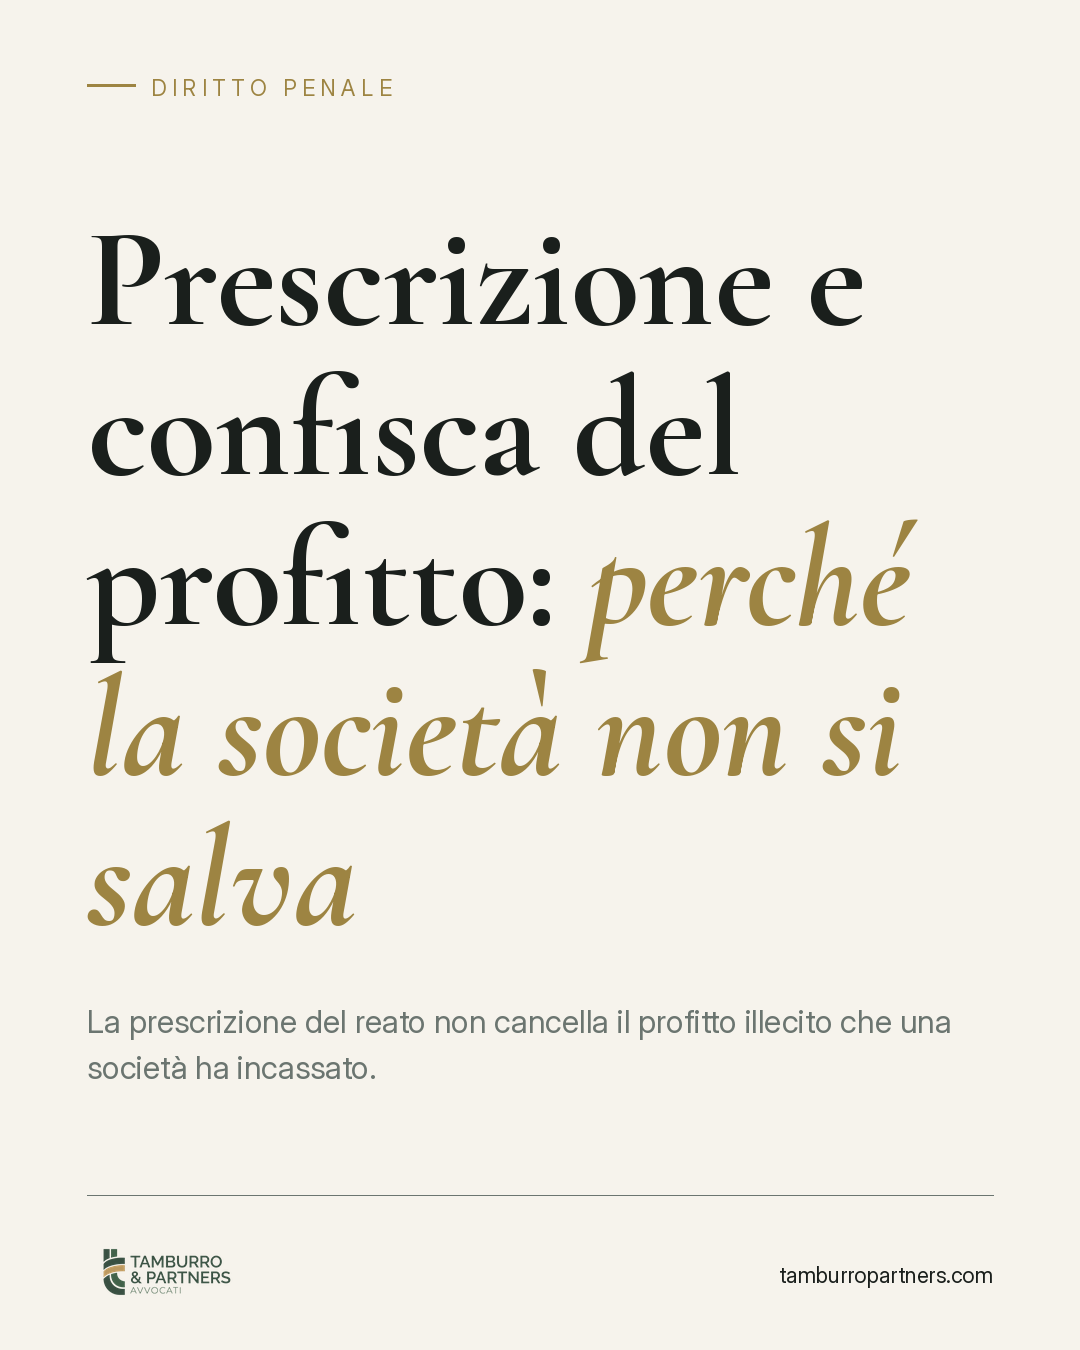 DIRITTO PENALE
Prescrizione e
confisca del
profitto: perché
la società non si
salva
La prescrizione del reato non cancella il profitto illecito che una
società ha incassato.
TAMBURRO
& PARTNERS
AVVOCATI
tamburropartners.com